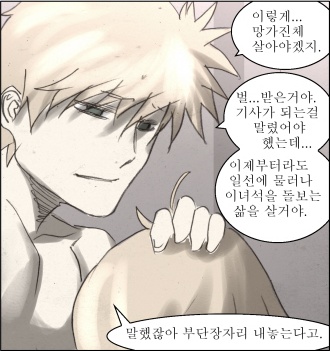 이렇게...
망가진체
살아야겠지.
벌...받은거야.
기사가 되는걸
말렸어야
했는데...
이제부터라도
일선에 물러나
이녀석을 돌보는
삶을 살거야.
말했잖아 부단장자리 내놓는다고.